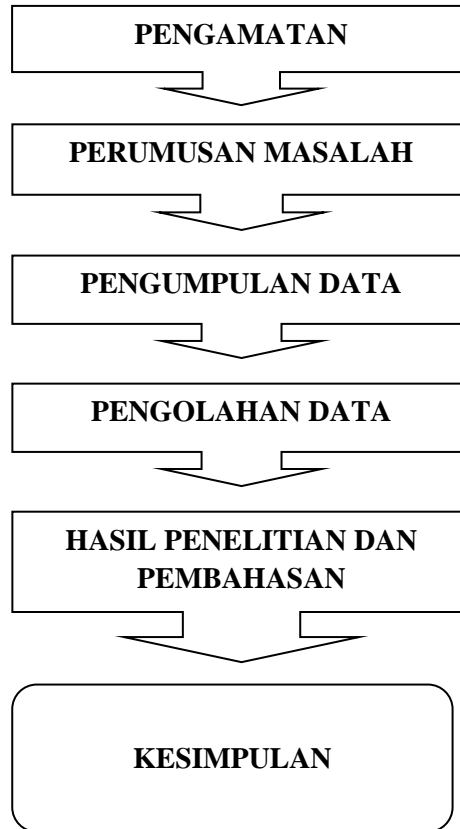 PENGAMATAN
PERUMUSAN MASALAH
PENGUMPULAN DATA
PENGOLAHAN DATA
HASIL PENELITIAN DAN
PEMBAHASAN
KESIMPULAN